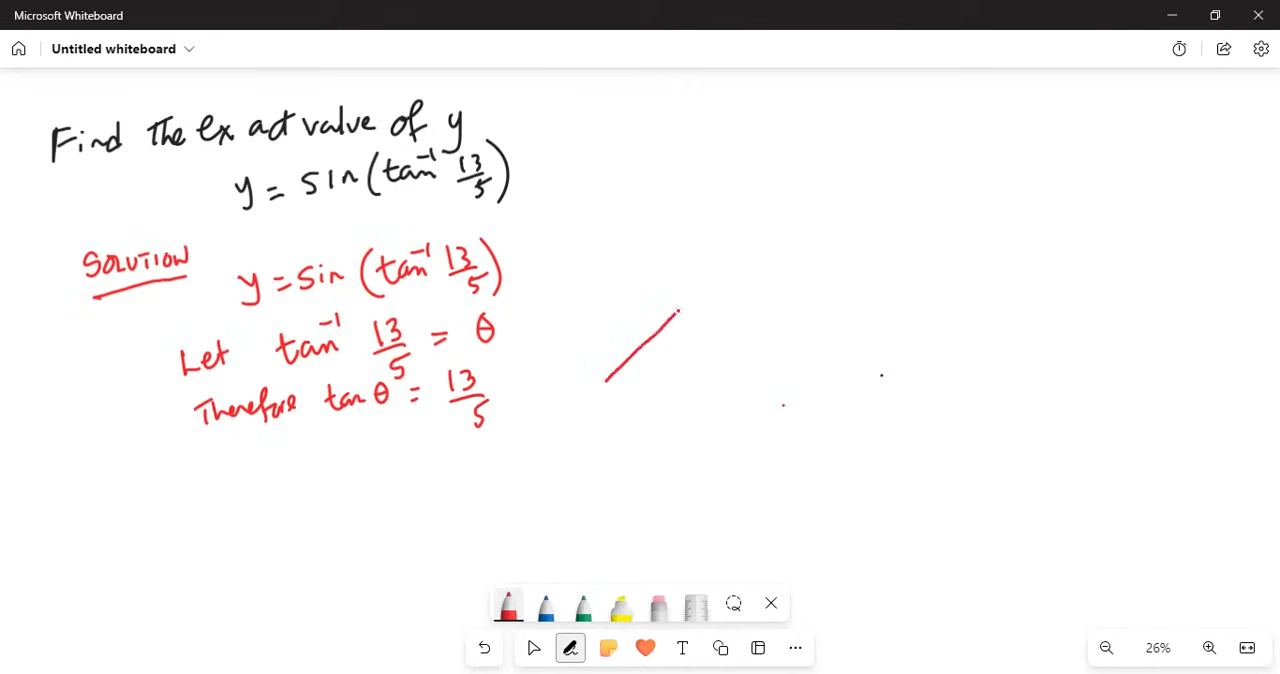 Microsoft Whiteboard
Untitled whiteboard
Find the exact value of y
y = sin(tan⁻¹ 13/5)
SOLUTION
y = sin (tan⁻¹ 13/5)
Let tan⁻¹ 13/5 = θ
Therefore tan θ = 13/5
26%